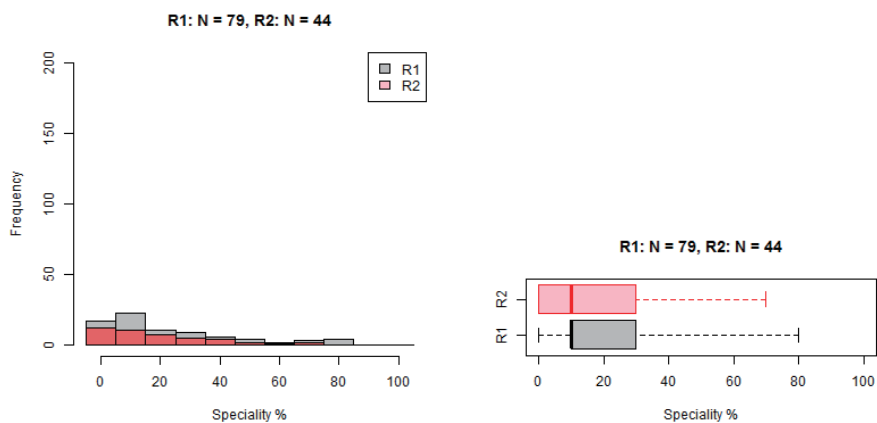 R1: N = 79, R2: N = 44
200
150
100
50
0
Frequency
R1
R2
0 20 40 60 80 100
Speciality %
R1: N = 79, R2: N = 44
R2
R1
0 20 40 60 80 100
Speciality %